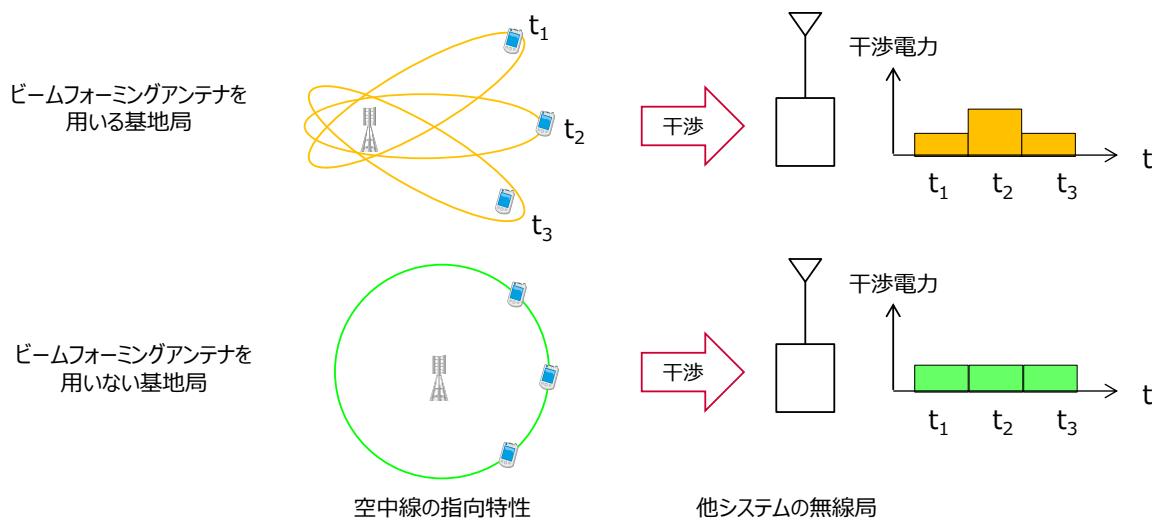 t1
干渉電力
ビームフォーミングアンテナを
用いる基地局
t2
干渉
t
t1 t2 t3
t3
干渉電力
ビームフォーミングアンテナを
用いない基地局
干渉
t
t1 t2 t3
空中線の指向特性
他システムの無線局